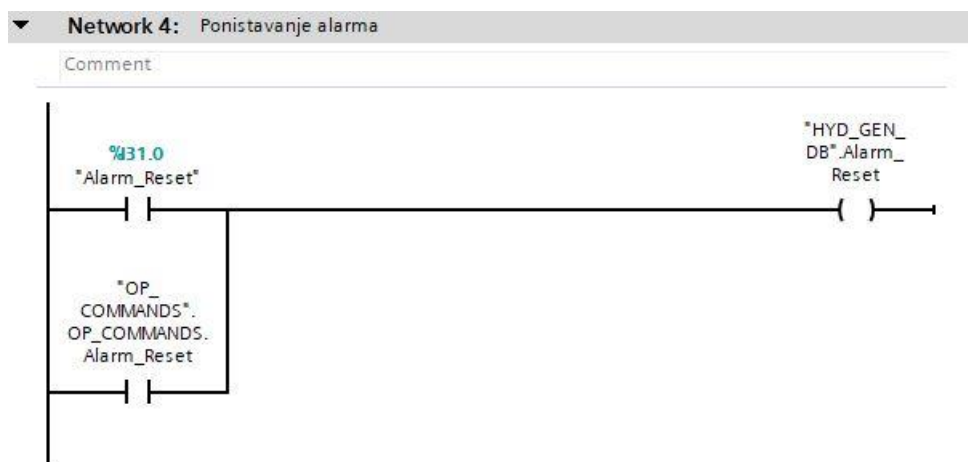 Network 4: Ponistavanje alarma
Comment
%I31.0
"Alarm_Reset"
"HYD_GEN_
DB".Alarm_
Reset
"OP_
COMMANDS".
OP_COMMANDS.
Alarm_Reset